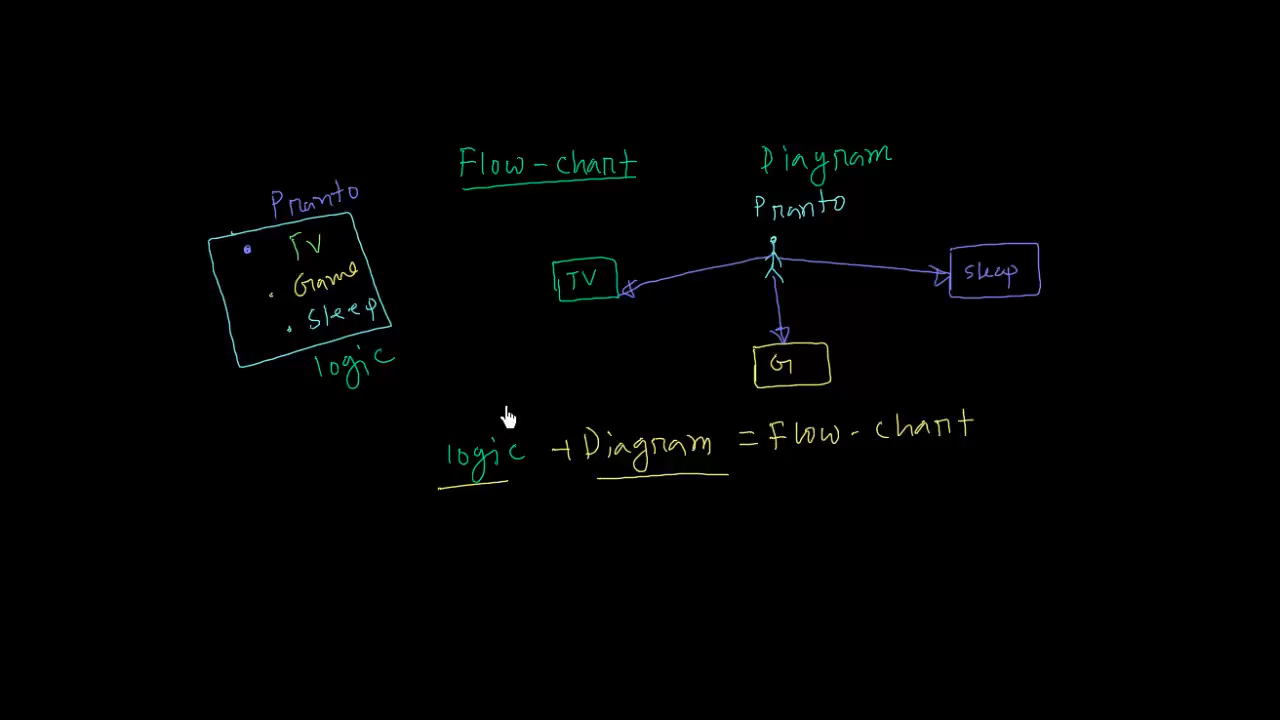 Flow-chart
Diagram
Pranto
Pranto
TV
Game
Sleep
logic
TV
Sleep
G
logic + Diagram = Flow-chart